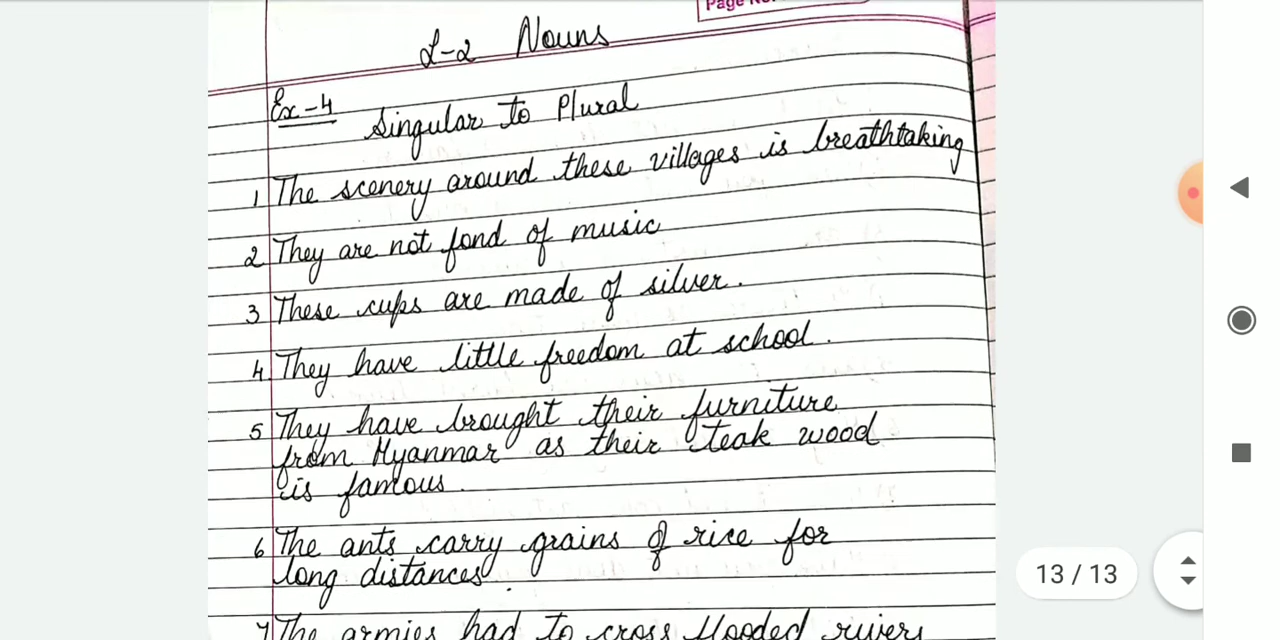 Page No.
L-2 Nouns
Ex-4
Singular to Plural
1 The scenery around these villages is breathtaking
2 They are not fond of music
3 These cups are made of silver.
4. They have little freedom at school.
5 They have brought their furniture
from Myanmar as their teak wood
is famous.
6 The ants carry grains of rice for
long distances.
7 The armies had to cross flooded rivers
13 / 13